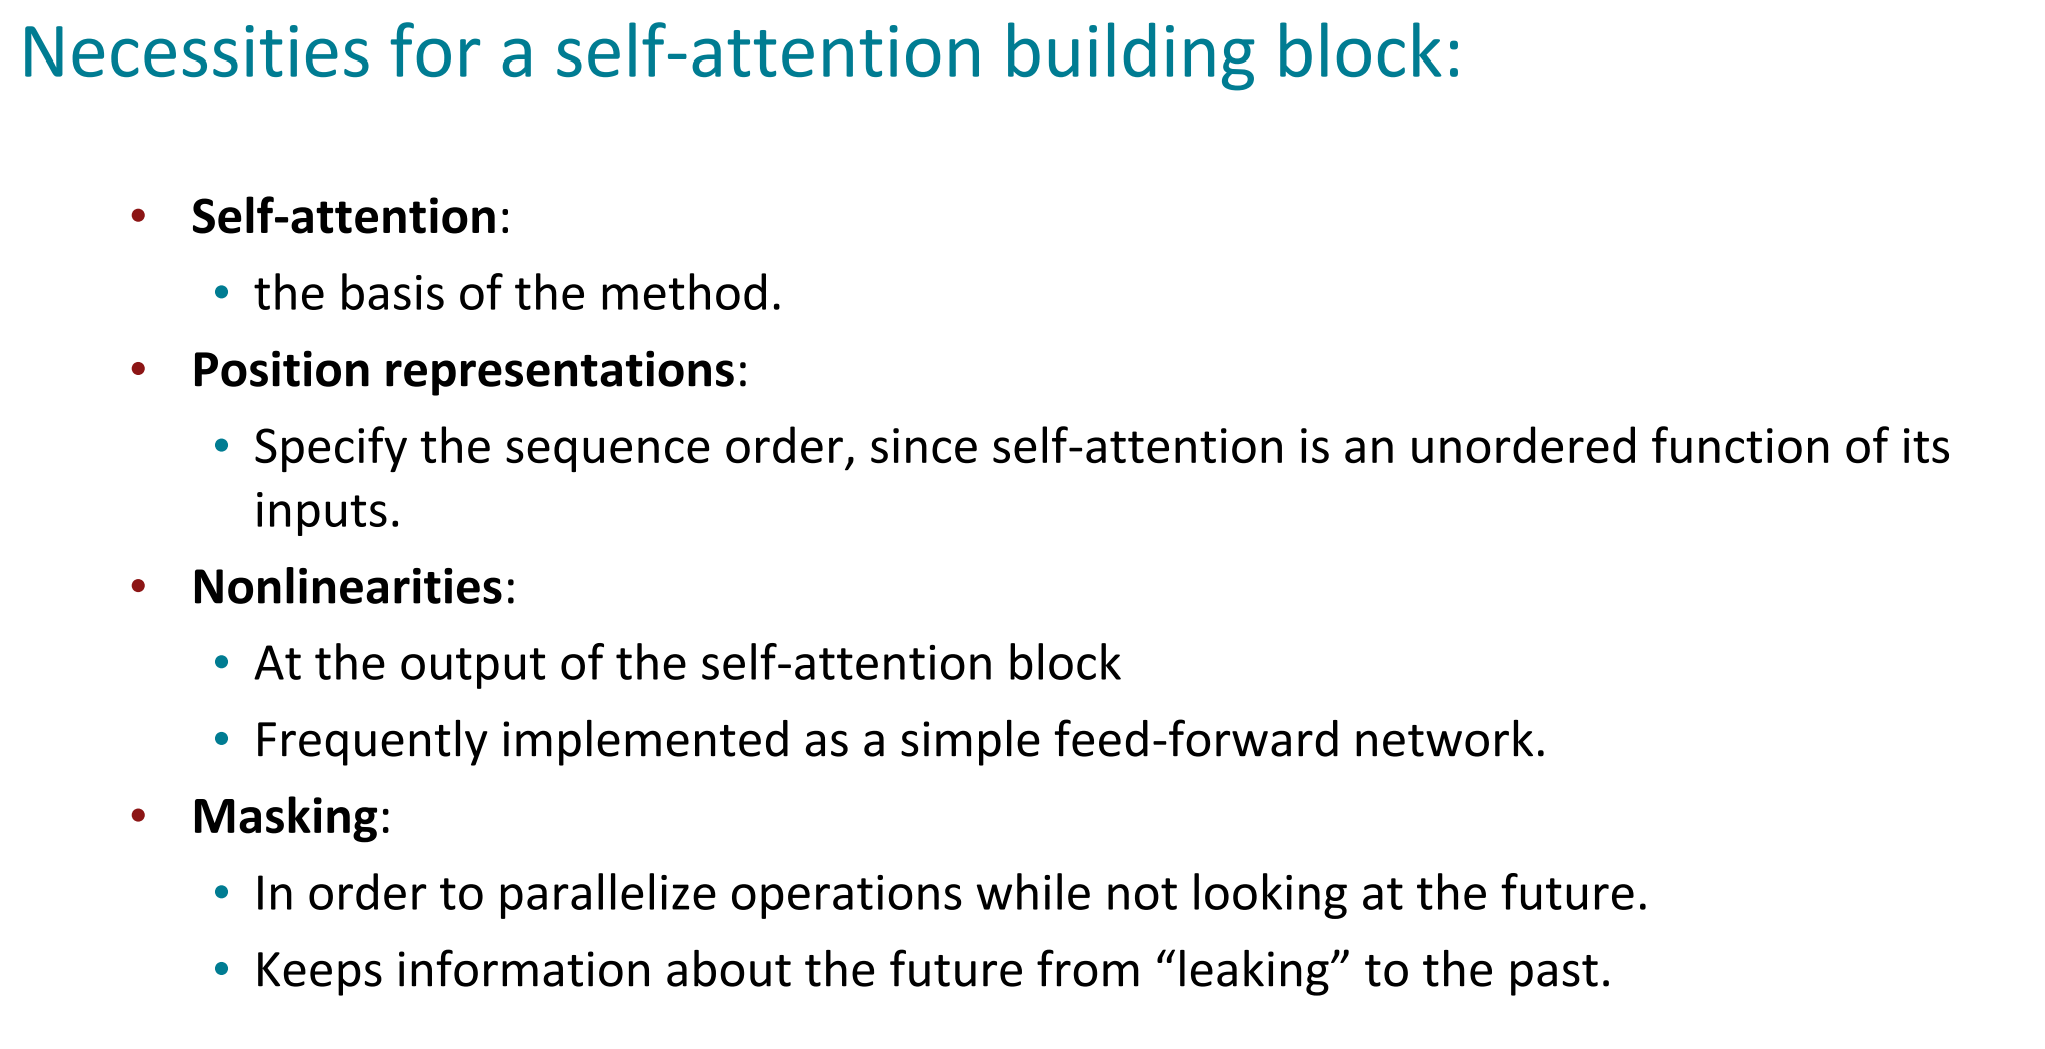 Necessities for a self-attention building block:
• Self-attention:
• the basis of the method.
• Position representations:
• Specify the sequence order, since self-attention is an unordered function of its
inputs.
• Nonlinearities:
• At the output of the self-attention block
• Frequently implemented as a simple feed-forward network.
• Masking:
• In order to parallelize operations while not looking at the future.
• Keeps information about the future from “leaking” to the past.